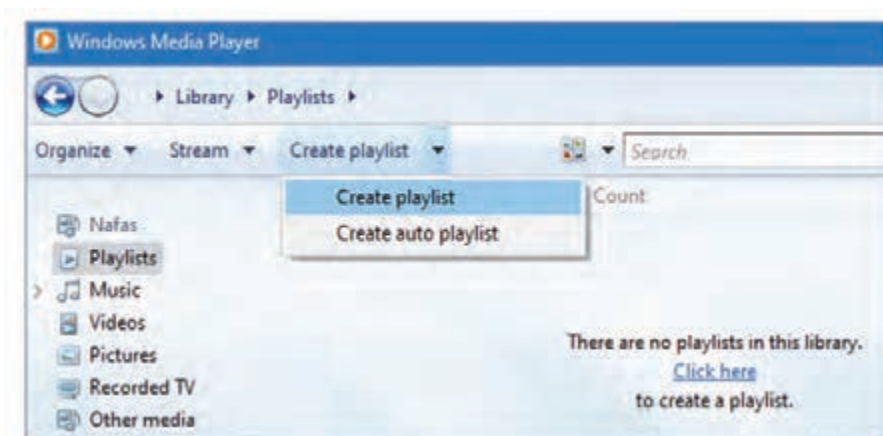 Windows Media Player
Library Playlists
Organize Stream Create playlist Search
Create playlist
Create auto playlist
Count
Nafas
Playlists
Music
Videos
Pictures
Recorded TV
Other media
There are no playlists in this library.
Click here
to create a playlist.